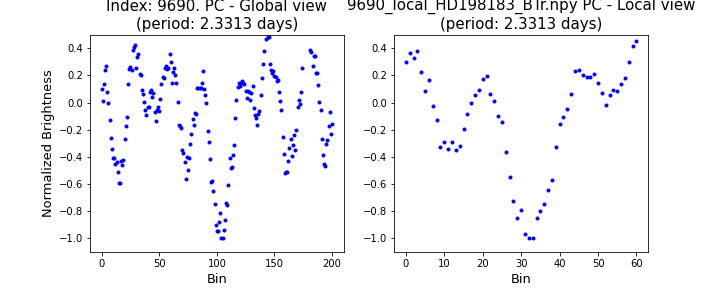 Index: 9690. PC - Global view
(period: 2.3313 days)
9690_local_HD198183_BTr.npy PC - Local view
(period: 2.3313 days)
Normalized Brightness
0.4
0.2
0.0
−0.2
−0.4
−0.6
−0.8
−1.0
0 50 100 150 200
Bin
0.4
0.2
0.0
−0.2
−0.4
−0.6
−0.8
−1.0
0 10 20 30 40 50 60
Bin